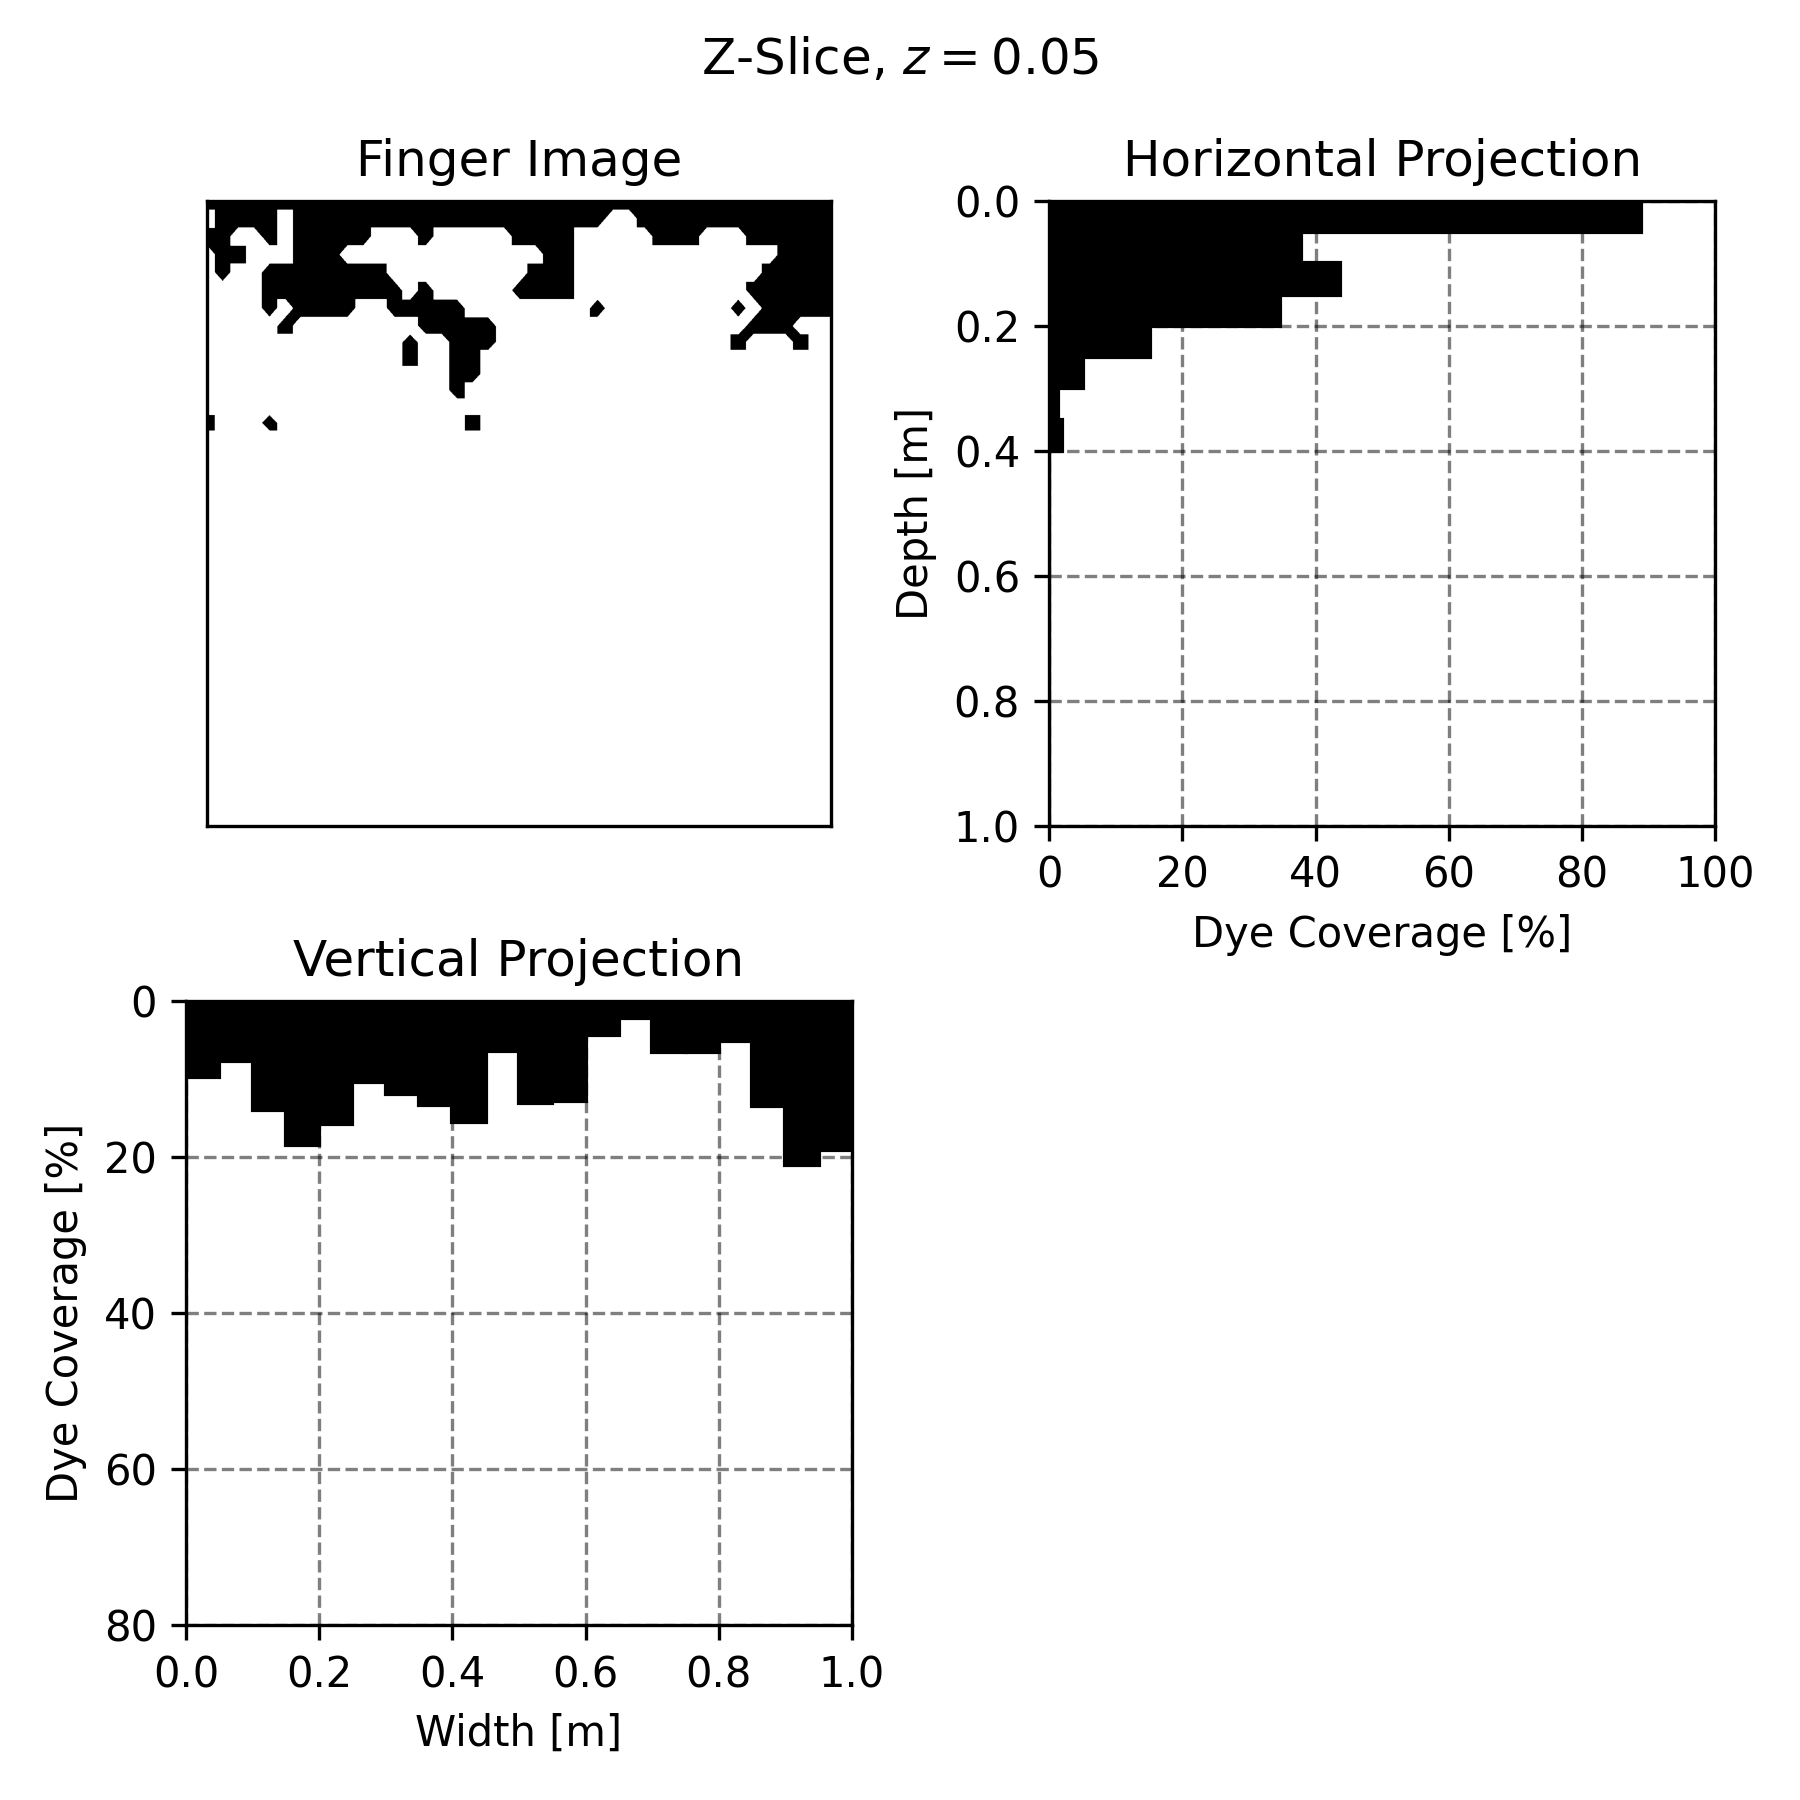 Z-Slice, z = 0.05
Finger Image
Horizontal Projection
0.0
0.2
0.4
0.6
0.8
1.0
Depth [m]
0 20 40 60 80 100
Dye Coverage [%]
Vertical Projection
0
20
40
60
80
Dye Coverage [%]
0.0 0.2 0.4 0.6 0.8 1.0
Width [m]